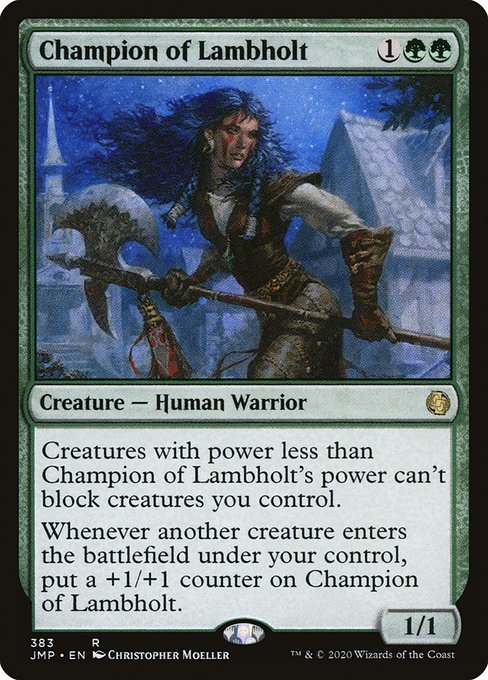 Champion of Lambholt 1
Creature — Human Warrior
Creatures with power less than
Champion of Lambholt's power can't
block creatures you control.
Whenever another creature enters
the battlefield under your control,
put a +1/+1 counter on Champion
of Lambholt.
1/1
383 R
JMP • EN Christopher Moeller
™ & © 2020 Wizards of the Coast